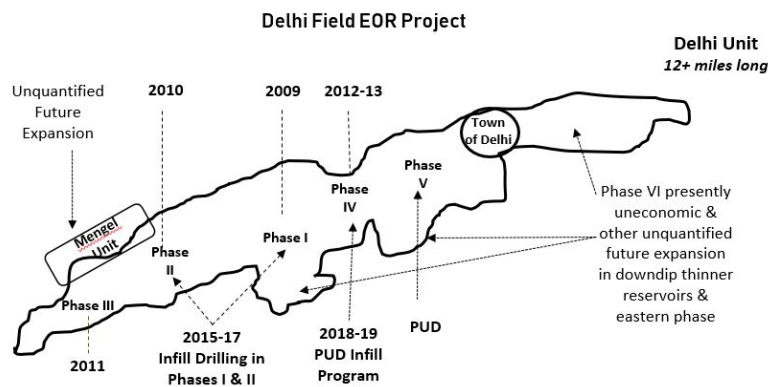 Delhi Field EOR Project
Delhi Unit
12+ miles long
Unquantified
Future
Expansion
2010
2009
2012-13
Town
of Delhi
Mengel
Unit
Phase
II
Phase I
Phase
IV
Phase
V
Phase III
Phase VI presently
uneconomic &
other unquantified
future expansion
in downdip thinner
reservoirs &
eastern phase
2011
2015-17
Infill Drilling in
Phases I & II
2018-19
PUD Infill
Program
PUD